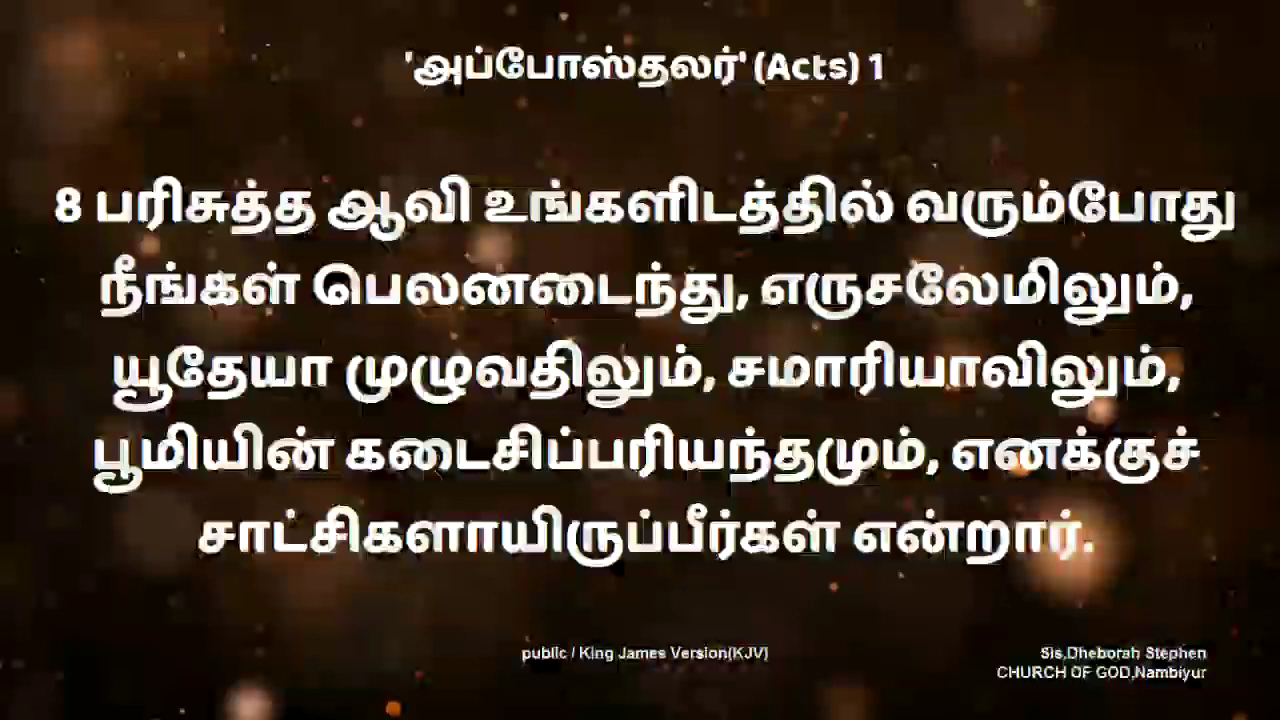 'அப்போஸ்தலர்' (Acts) 1
8 பரிசுத்த ஆவி உங்களிடத்தில் வரும்போது
நீங்கள் பெலனடைந்து, எருசலேமிலும்,
யூதேயா முழுவதிலும், சமாரியாவிலும்,
பூமியின் கடைசிப்பரியந்தமும், எனக்குச்
சாட்சிகளாயிருப்பீர்கள் என்றார்.
public / King James Version(KJV)
Sis,Dheborah Stephen
CHURCH OF GOD,Nambiyur